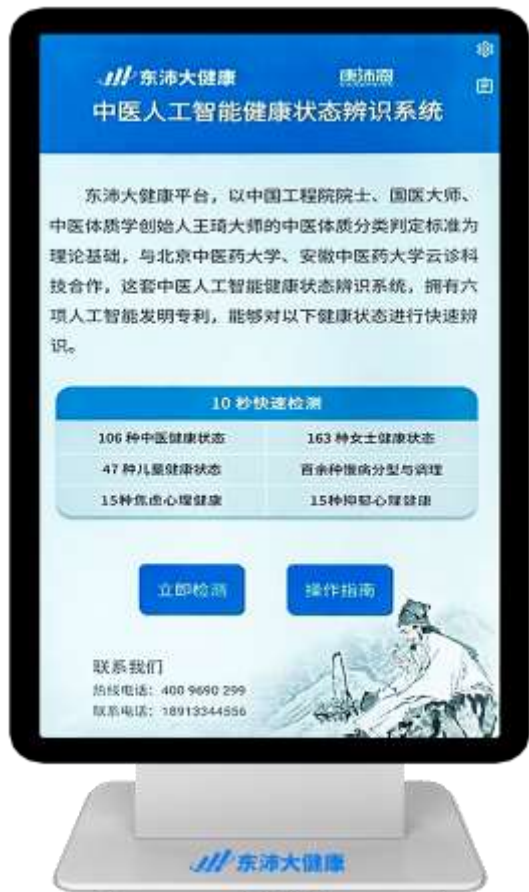 东沛大健康
康沛润
中医人工智能健康状态辨识系统
东沛大健康平台，以中国工程院院士、国医大师、
中医体质学创始人王琦大师的中医体质分类判定标准为
理论基础，与北京中医药大学、安徽中医药大学云诊科
技合作，这套中医人工智能健康状态辨识系统，拥有六
项人工智能发明专利，能够对以下健康状态进行快速辨
识。
10 秒快速检测
106 种中医健康状态
163 种女士健康状态
47 种儿童健康状态
百余种慢病分型与调理
15种焦虑心理健康
15种抑郁心理健康
立即检测
操作指南
联系我们
热线电话：400 9690 299
联系电话：18913344556
东沛大健康